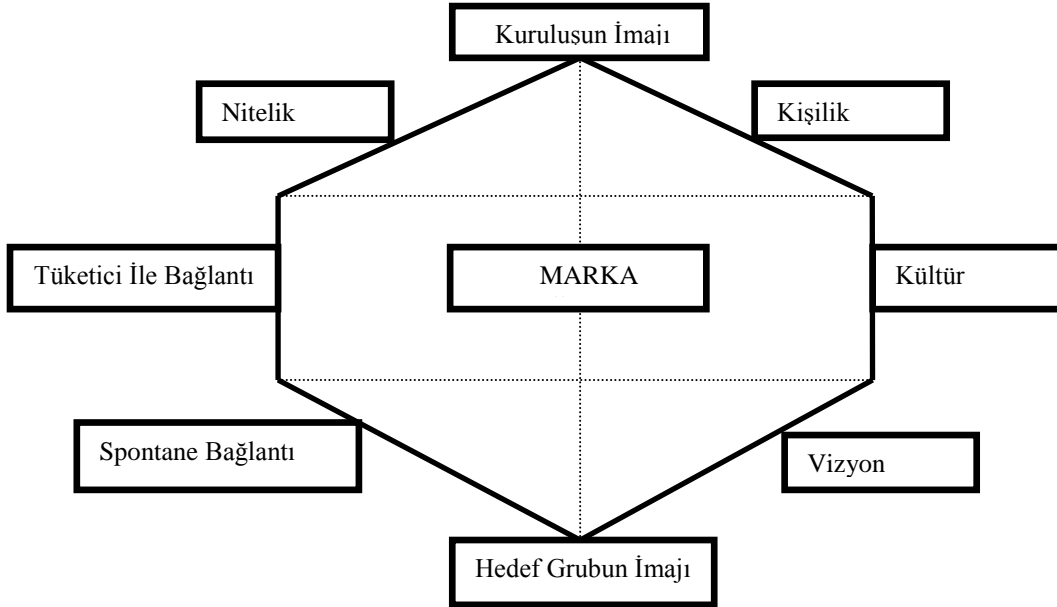 Kuruluşun İmajı
Nitelik
Kişilik
Tüketici İle Bağlantı
MARKA
Kültür
Spontane Bağlantı
Vizyon
Hedef Grubun İmajı